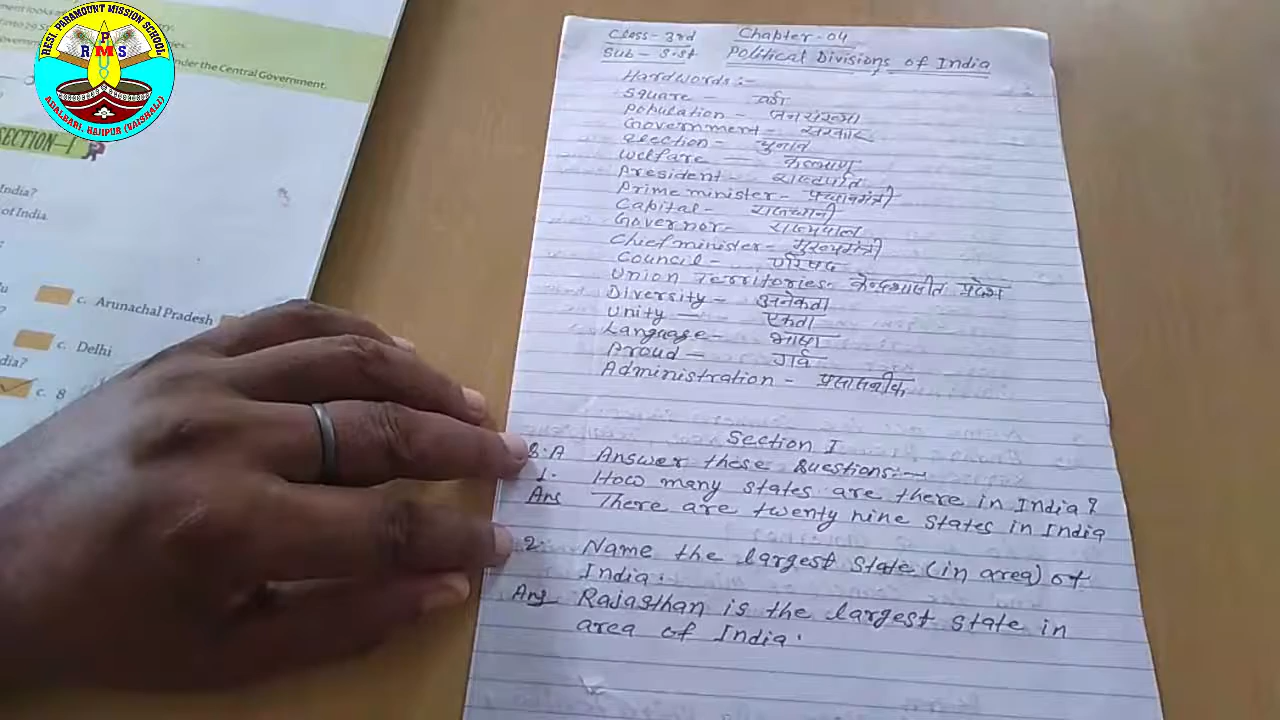 RESI. PARAMOUNT MISSION SCHOOL
R P M S
ADALBARI, HAJIPUR (VAISHALI)
under the Central Government.
SECTION-I
India?
of India.
c. Arunachal Pradesh
c. Delhi
dia?
c. 8
Class - 3rd Chapter - 04
Sub - S.St Political Divisions of India
Hardwords :-
Square - वर्ग
Population - जनसंख्या
Government - सरकार
election - चुनाव
Welfare - कल्याण
President - राष्ट्रपति
Prime minister - प्रधानमंत्री
Capital - राजधानी
Governor - राज्यपाल
Chief minister - मुख्यमंत्री
Council - परिषद
Union Territories - केन्द्रशासीत प्रदेश
Diversity - अनेकता
Unity - एकता
Language - भाषा
Proud - गर्व
Administration - प्रसासनीक
Section I
Q.A Answer these Questions :-
1. How many states are there in India?
Ans There are twenty nine states in India
2. Name the largest state (in area) of
India.
Ans Rajasthan is the largest state in
area of India.